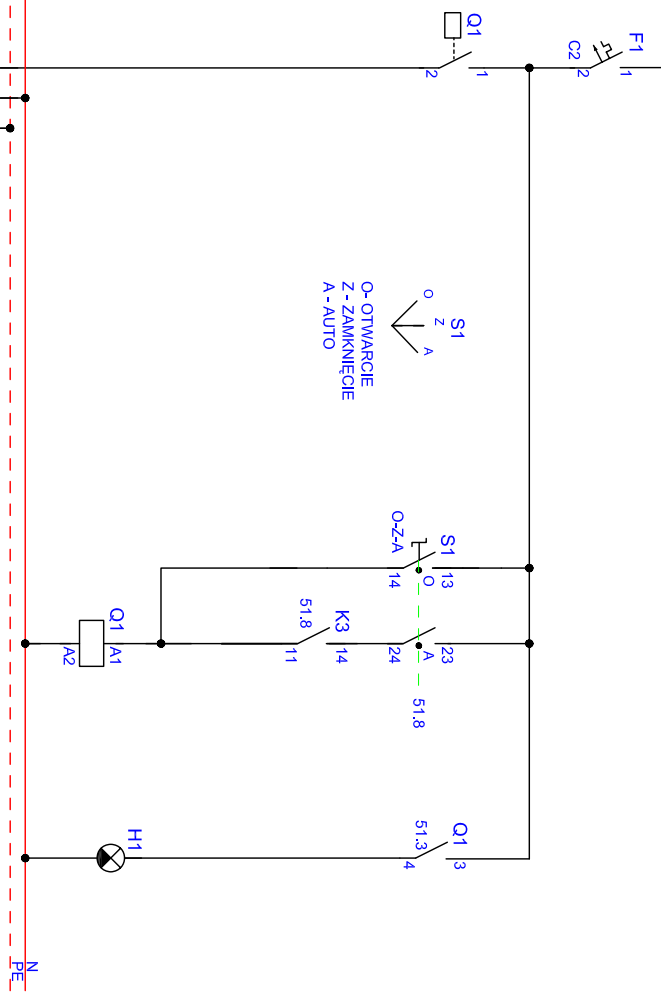 F1
1
C2
2
Q1
1
2
S1
O
Z
A
O- OTWARCIE
Z - ZAMKNIĘCIE
A - AUTO
S1
13
O
14
O-Z-A
23
A
24
51.8
K3
14
51.8
11
Q1
A1
A2
Q1
3
51.3
4
H1
N
PE